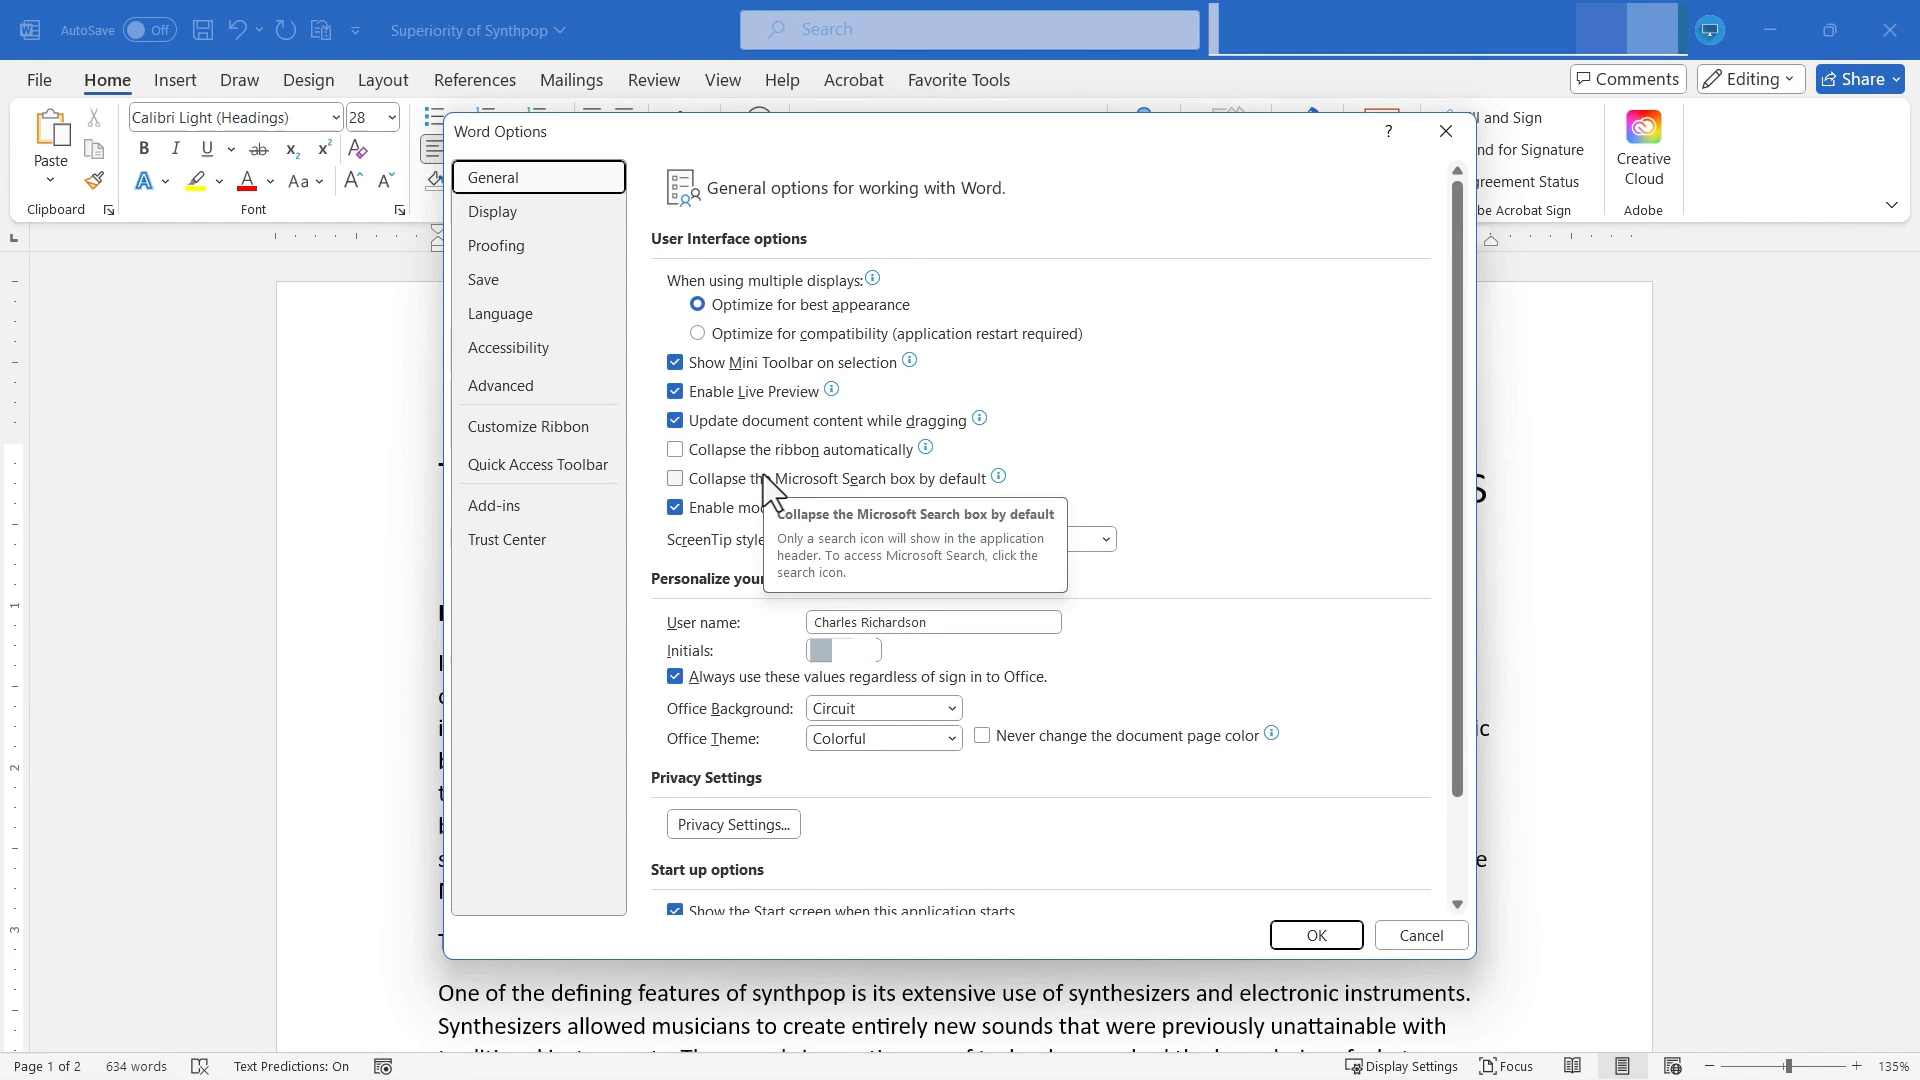 AutoSave Off Superiority of Synthpop Search
File Home Insert Draw Design Layout References Mailings Review View Help Acrobat Favorite Tools Comments Editing Share
Paste
Clipboard
Calibri Light (Headings) 28
B I U ab x₂ x² A
A A Aa A A
Font
and Sign
for Signature
Status
Acrobat Sign
Creative
Cloud
Adobe
Word Options ?
General
Display
Proofing
Save
Language
Accessibility
Advanced
Customize Ribbon
Quick Access Toolbar
Add-ins
Trust Center
General options for working with Word.
User Interface options
When using multiple displays:
Optimize for best appearance
Optimize for compatibility (application restart required)
Show Mini Toolbar on selection
Enable Live Preview
Update document content while dragging
Collapse the ribbon automatically
Collapse the Microsoft Search box by default
Enable
Collapse the Microsoft Search box by default
Only a search icon will show in the application
header. To access Microsoft Search, click the
search icon.
ScreenTip style
Personalize your
User name: Charles Richardson
Initials:
Always use these values regardless of sign in to Office.
Office Background: Circuit
Office Theme: Colorful Never change the document page color
Privacy Settings
Privacy Settings...
Start up options
Show the Start screen when this application starts
OK Cancel
One of the defining features of synthpop is its extensive use of synthesizers and electronic instruments.
Synthesizers allowed musicians to create entirely new sounds that were previously unattainable with
1
2
3
Page 1 of 2 634 words Text Predictions: On Display Settings Focus 135%